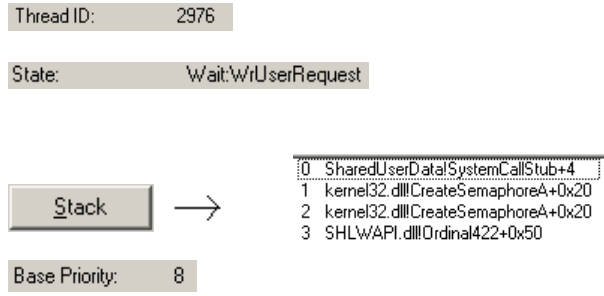 Thread ID: 2976
State: Wait:WrUserRequest
0 SharedUserData!SystemCallStub+4
1 kernel32.dll!CreateSemaphoreA+0x20
2 kernel32.dll!CreateSemaphoreA+0x20
3 SHLWAPI.dll!Ordinal422+0x50
Stack
Base Priority: 8